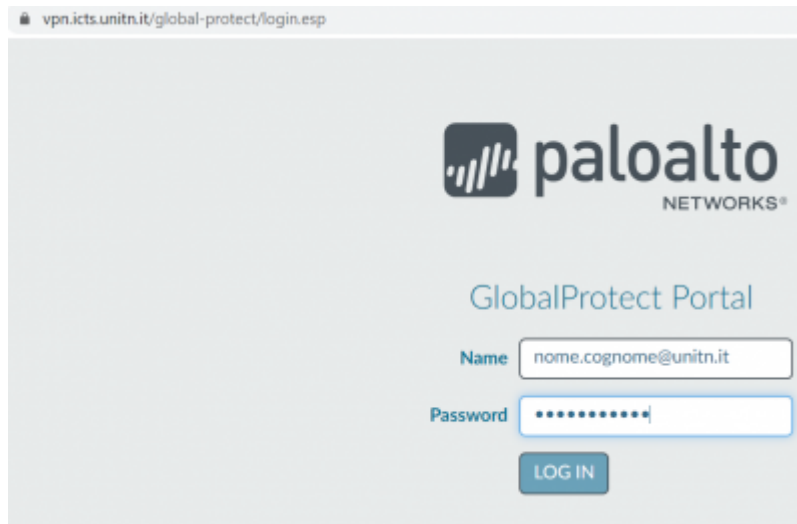 vpn.icts.unitn.it/global-protect/login.esp
paloalto
NETWORKS®
GlobalProtect Portal
Name nome.cognome@unitn.it
Password •••••••••••
LOG IN